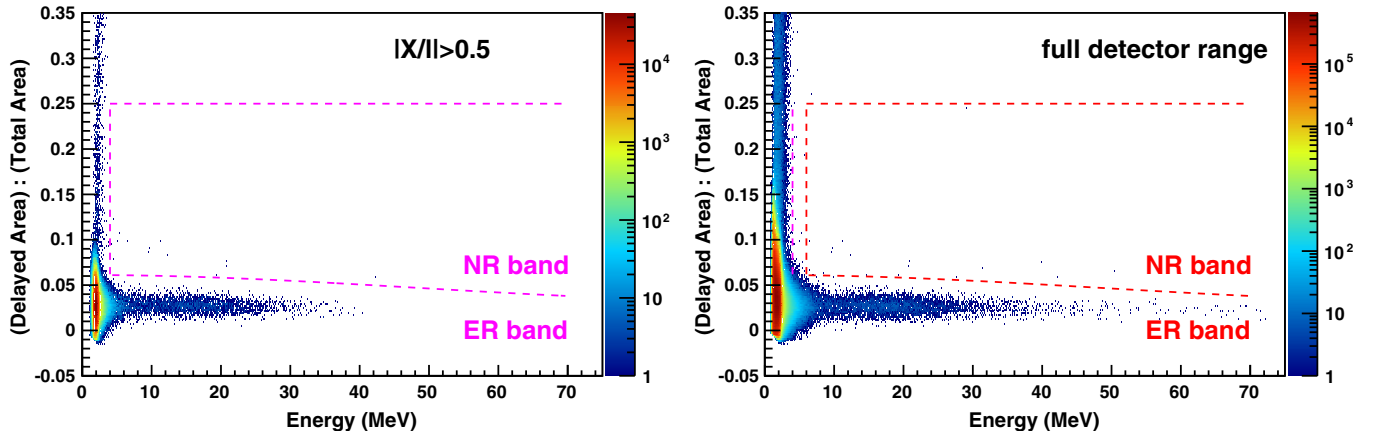 (Delayed Area) : (Total Area)
0.35
0.3
0.25
0.2
0.15
0.1
0.05
0
-0.05
|X/l|>0.5
NR band
ER band
0 10 20 30 40 50 60 70
Energy (MeV)
10⁴
10³
10²
10
1
(Delayed Area) : (Total Area)
0.35
0.3
0.25
0.2
0.15
0.1
0.05
0
-0.05
full detector range
NR band
ER band
0 10 20 30 40 50 60 70
Energy (MeV)
10⁵
10⁴
10³
10²
10
1